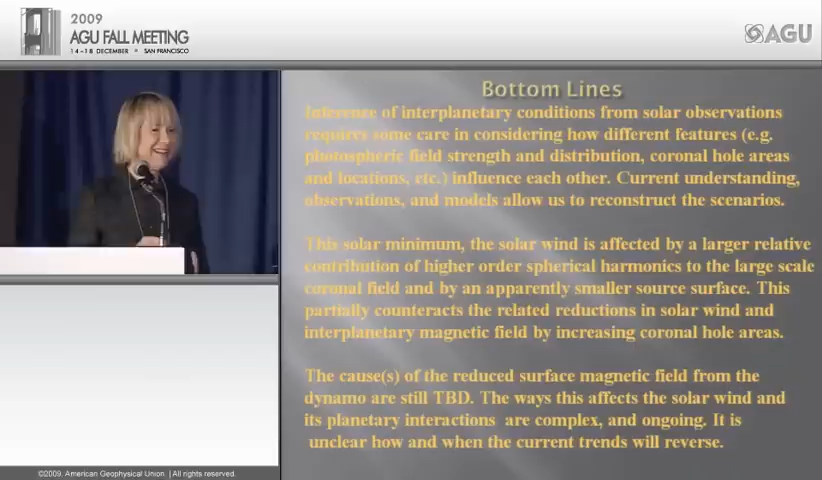 2009
AGU FALL MEETING
14–18 DECEMBER • SAN FRANCISCO
AGU
Bottom Lines
Inference of interplanetary conditions from solar observations
requires some care in considering how different features (e.g.
photospheric field strength and distribution, coronal hole areas
and locations, etc.) influence each other. Current understanding,
observations, and models allow us to reconstruct the scenarios.
This solar minimum, the solar wind is affected by a larger relative
contribution of higher order spherical harmonics to the large scale
coronal field and by an apparently smaller source surface. This
partially counteracts the related reductions in solar wind and
interplanetary magnetic field by increasing coronal hole areas.
The cause(s) of the reduced surface magnetic field from the
dynamo are still TBD. The ways this affects the solar wind and
its planetary interactions are complex, and ongoing. It is
unclear how and when the current trends will reverse.
©2009. American Geophysical Union. | All rights reserved.